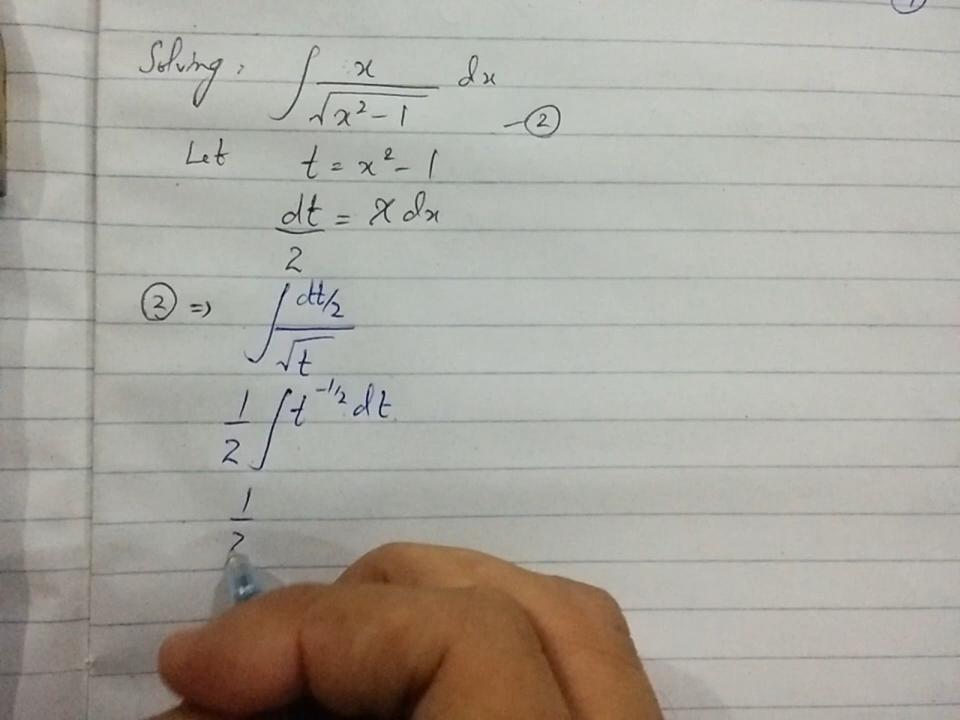 Solving: ∫ x/√(x² - 1) dx -②
Let t = x² - 1
dt/2 = x dx
② => ∫ (dt/2)/√t
1/2 ∫ t^(-1/2) dt
1/2